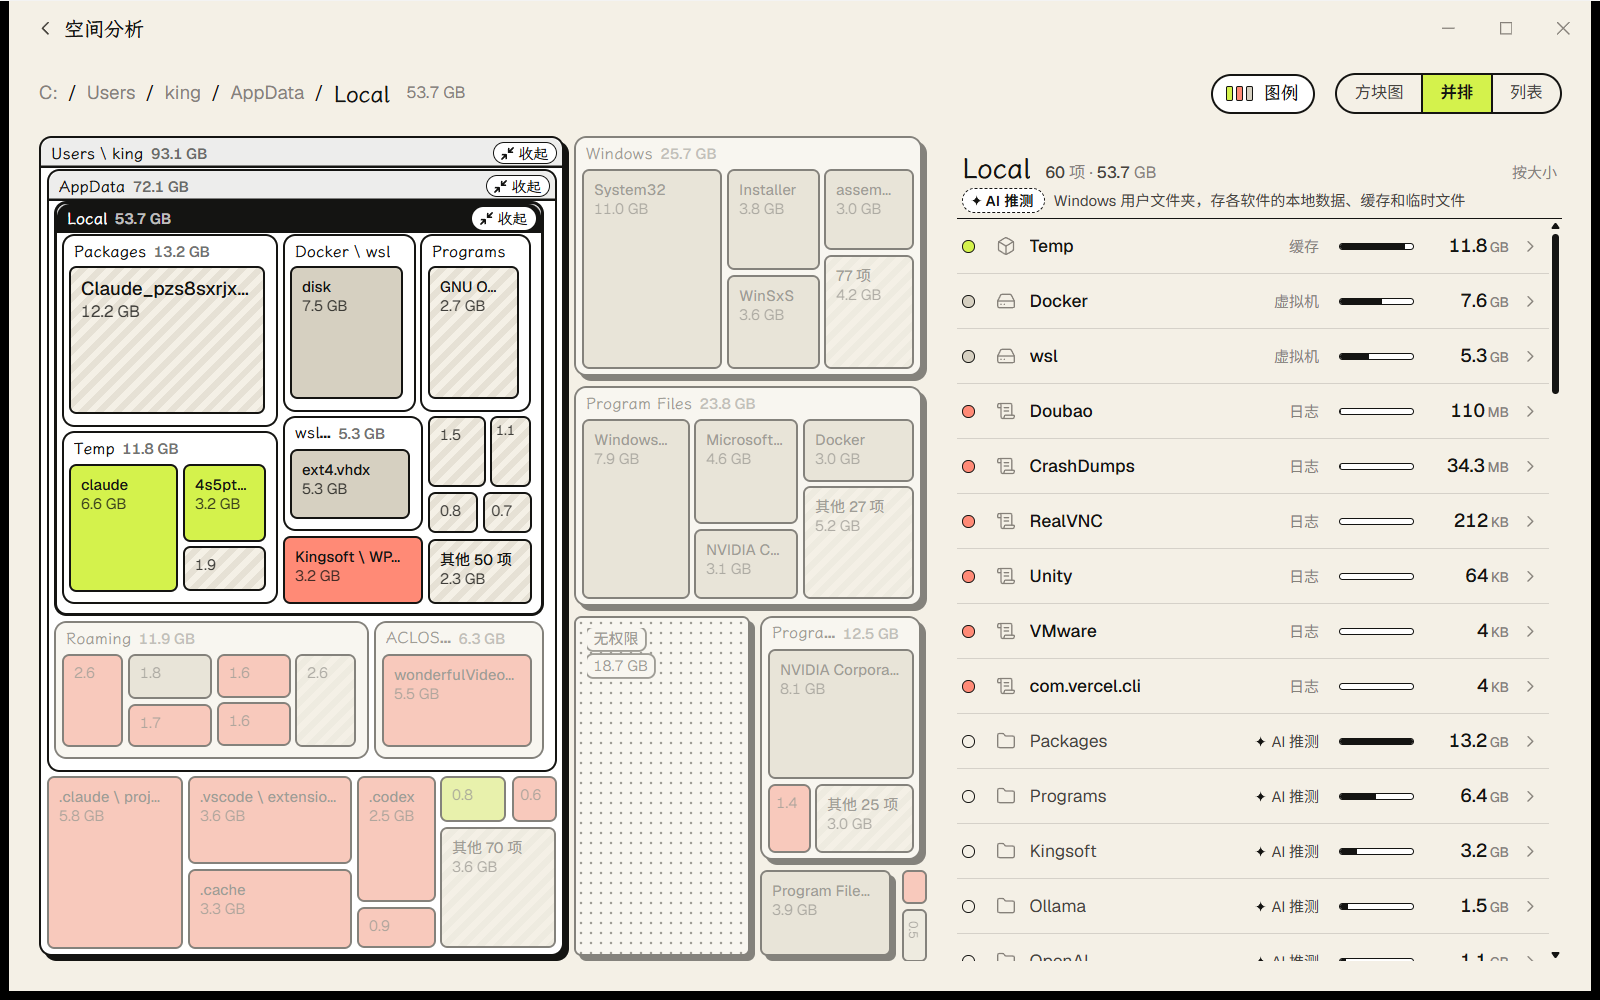 空间分析
C: / Users / king / AppData / Local 53.7 GB
图例
方块图 并排 列表
Users \ king 93.1 GB 收起
AppData 72.1 GB 收起
Local 53.7 GB 收起
Packages 13.2 GB
Claude_pzs8sxrjx...
12.2 GB
Docker \ wsl
disk
7.5 GB
Programs
GNU O...
2.7 GB
Temp 11.8 GB
claude
6.6 GB
4s5pt...
3.2 GB
1.9
wsl... 5.3 GB
ext4.vhdx
5.3 GB
Kingsoft \ WP...
3.2 GB
1.5
1.1
0.8
0.7
其他 50 项
2.3 GB
Roaming 11.9 GB
2.6
1.8
1.7
1.6
1.6
2.6
ACLOS... 6.3 GB
wonderfulVideo...
5.5 GB
.claude \ proj...
5.8 GB
.vscode \ extensio...
3.6 GB
.cache
3.3 GB
.codex
2.5 GB
0.9
0.8
0.6
其他 70 项
3.6 GB
Windows 25.7 GB
System32
11.0 GB
Installer
3.8 GB
assem...
3.0 GB
WinSxS
3.6 GB
77 项
4.2 GB
Program Files 23.8 GB
Windows...
7.9 GB
Microsoft...
4.6 GB
Docker
3.0 GB
NVIDIA C...
3.1 GB
其他 27 项
5.2 GB
无权限
18.7 GB
Progra... 12.5 GB
NVIDIA Corpora...
8.1 GB
1.4
其他 25 项
3.0 GB
Program File...
3.9 GB
0.5
Local 60 项 · 53.7 GB 按大小
AI 推测 Windows 用户文件夹，存各软件的本地数据、缓存和临时文件
Temp 缓存 11.8 GB
Docker 虚拟机 7.6 GB
wsl 虚拟机 5.3 GB
Doubao 日志 110 MB
CrashDumps 日志 34.3 MB
RealVNC 日志 212 KB
Unity 日志 64 KB
VMware 日志 4 KB
com.vercel.cli 日志 4 KB
Packages AI 推测 13.2 GB
Programs AI 推测 6.4 GB
Kingsoft AI 推测 3.2 GB
Ollama AI 推测 1.5 GB
OpenAI AI 推测 1.1 GB